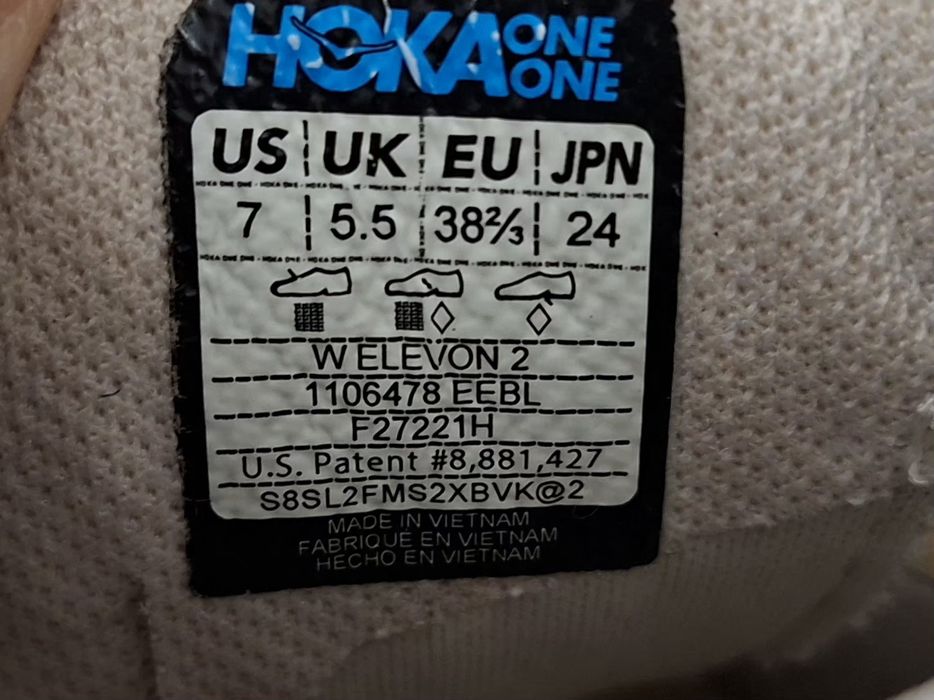 HOKA ONE ONE
US UK EU JPN
7 5.5 38⅔ 24
W ELEVON 2
1106478 EEBL
F27221H
U.S. Patent #8,881,427
S8SL2FMS2XBVK@2
MADE IN VIETNAM
FABRIQUÉ EN VIETNAM
HECHO EN VIETNAM